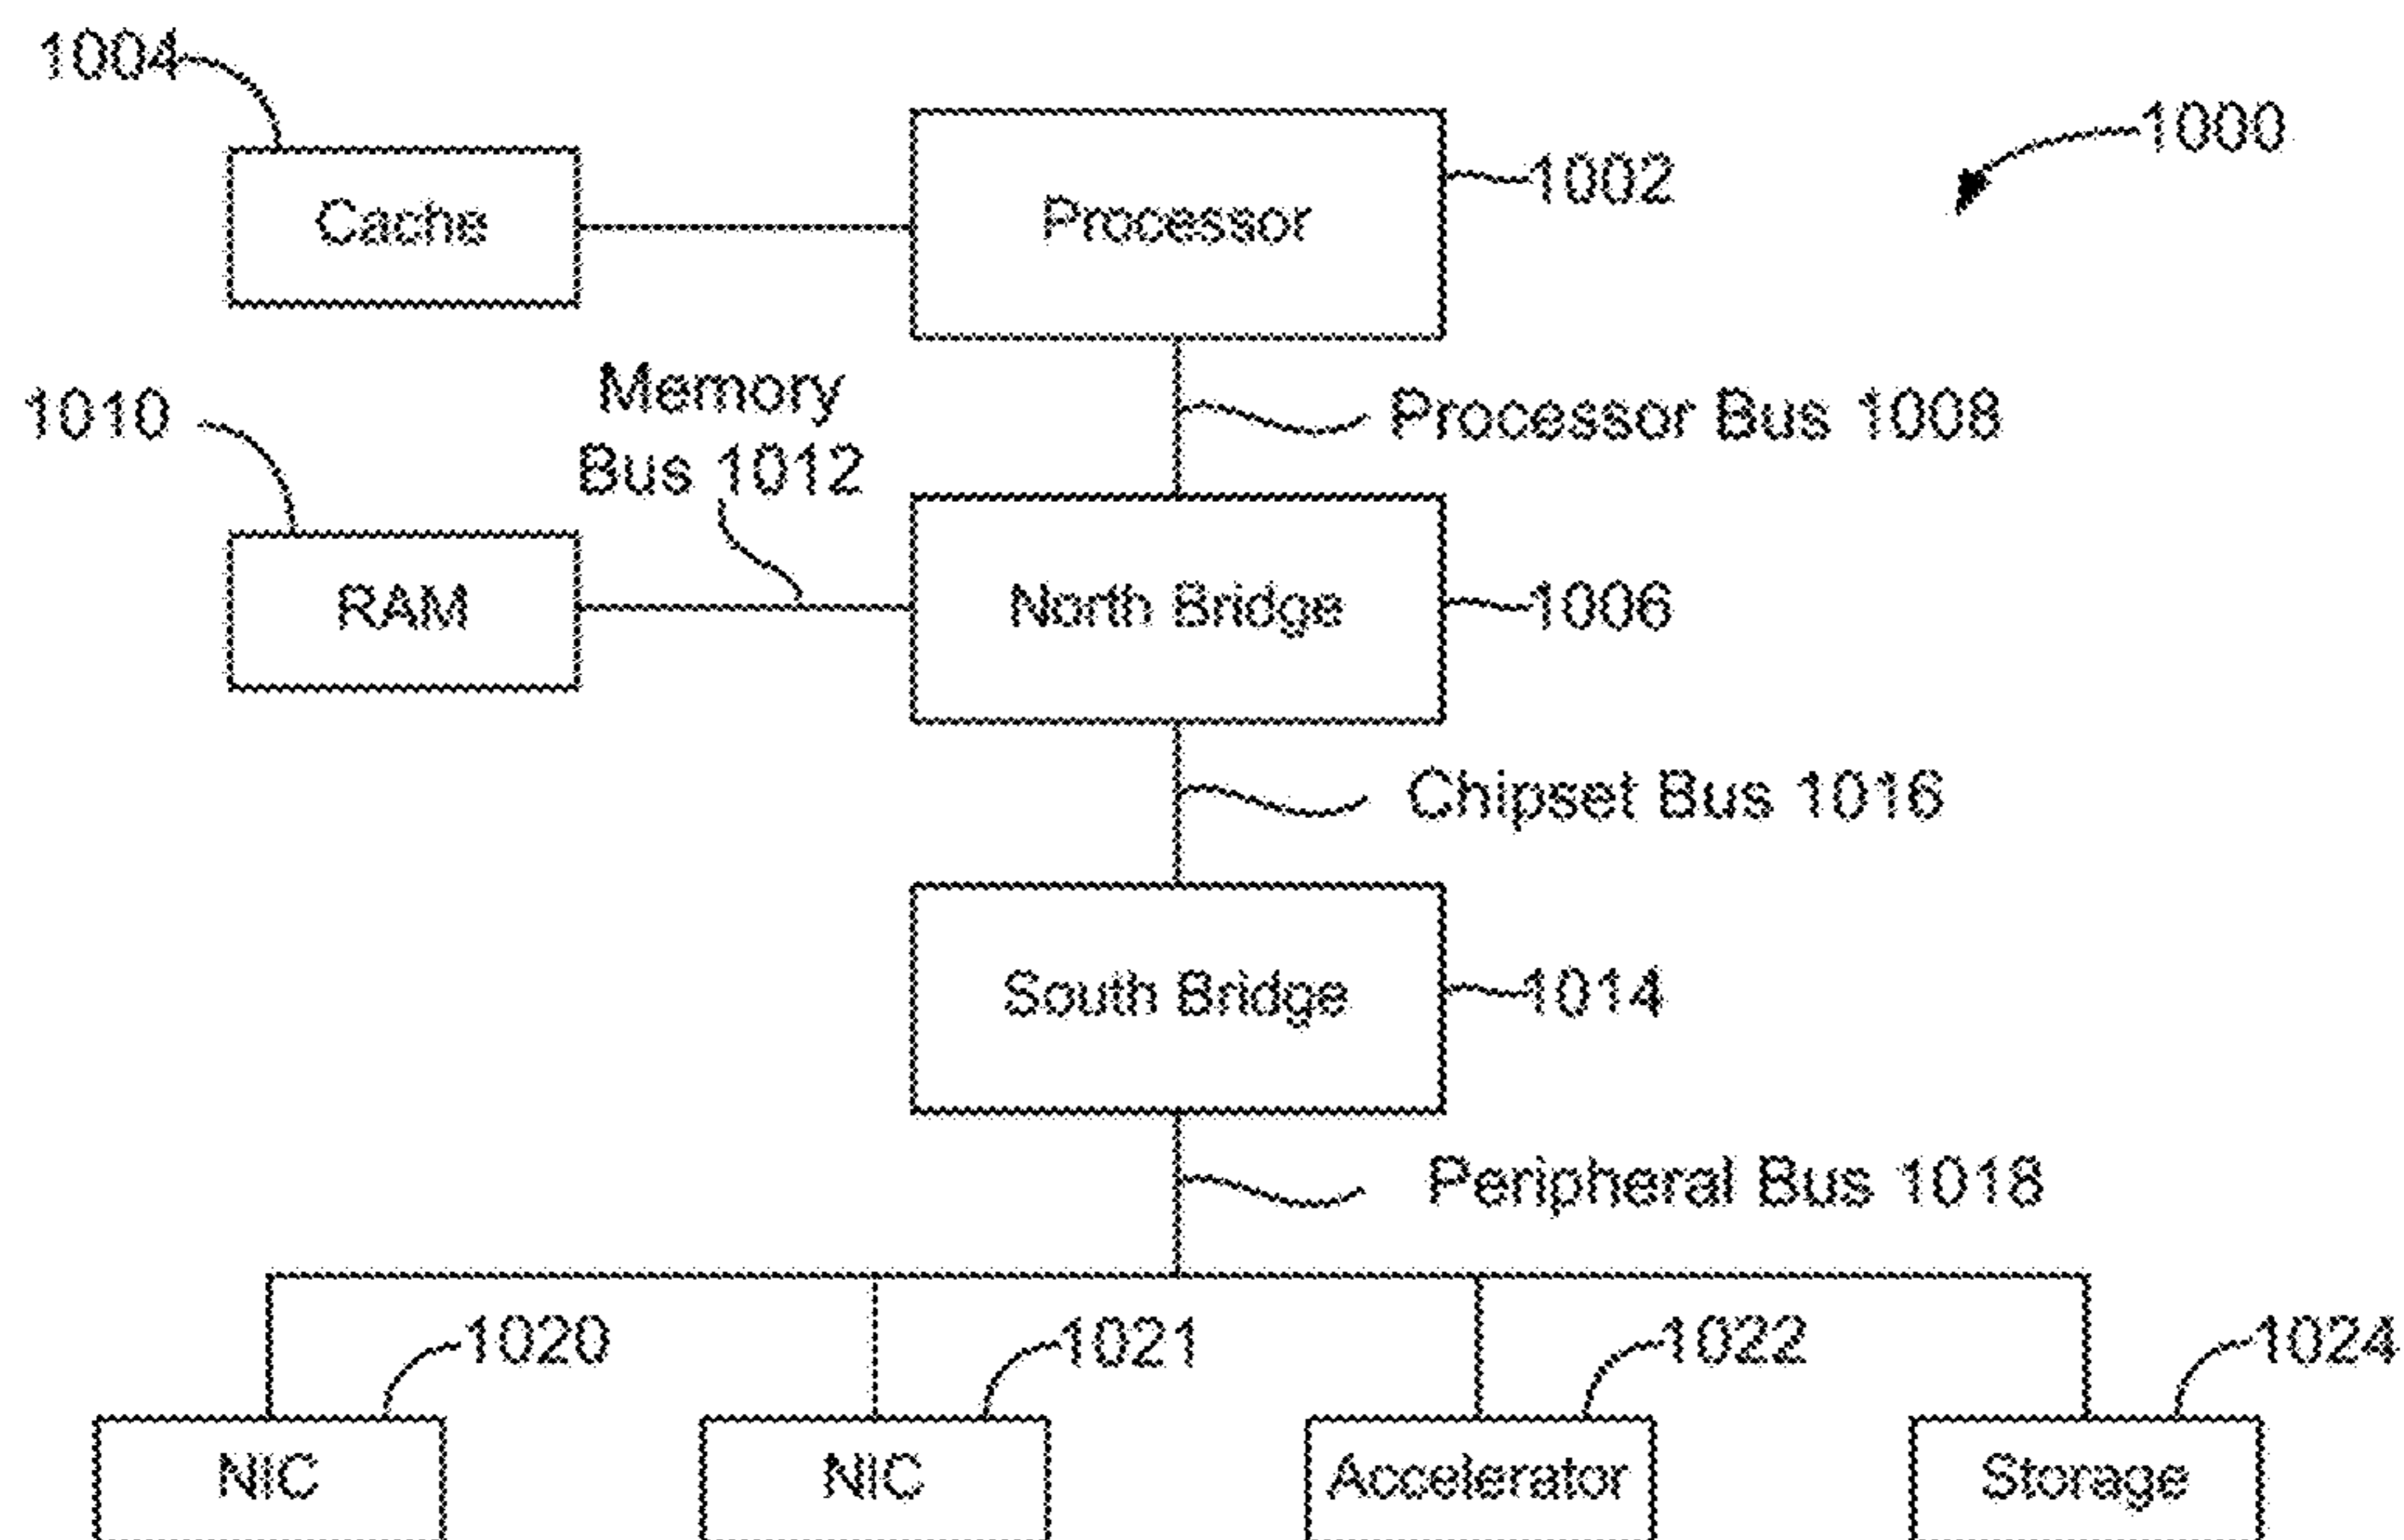 1004
1000
Cache
Processor
1002
1010
Memory
Bus 1012
Processor Bus 1008
RAM
North Bridge
1006
Chipset Bus 1016
South Bridge
1014
Peripheral Bus 1018
1020
1021
1022
1024
NIC
NIC
Accelerator
Storage